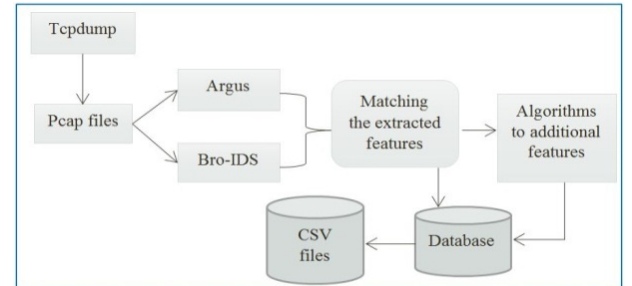 Tcpdump
Pcap files
Argus
Bro-IDS
Matching
the extracted
features
Algorithms
to additional
features
CSV
files
Database